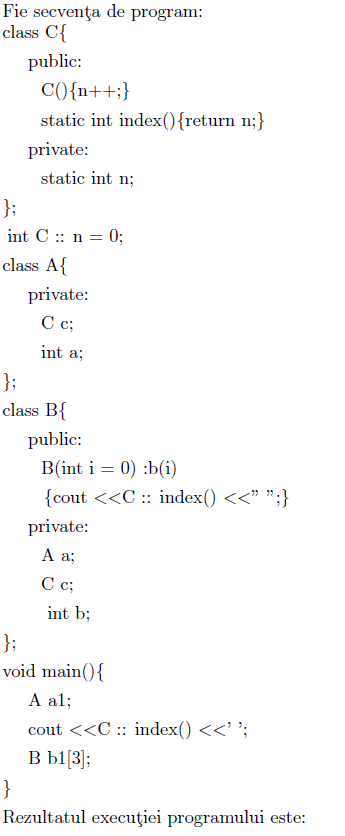 Fie secvenţa de program:
class C{
public:
C(){n++;}
static int index(){return n;}
private:
static int n;
};
int C :: n = 0;
class A{
private:
C c;
int a;
};
class B{
public:
B(int i = 0) :b(i)
{cout <<C :: index() <<” ”;}
private:
A a;
C c;
int b;
};
void main(){
A a1;
cout <<C :: index() <<’ ’;
B b1[3];
}
Rezultatul execuţiei programului este: